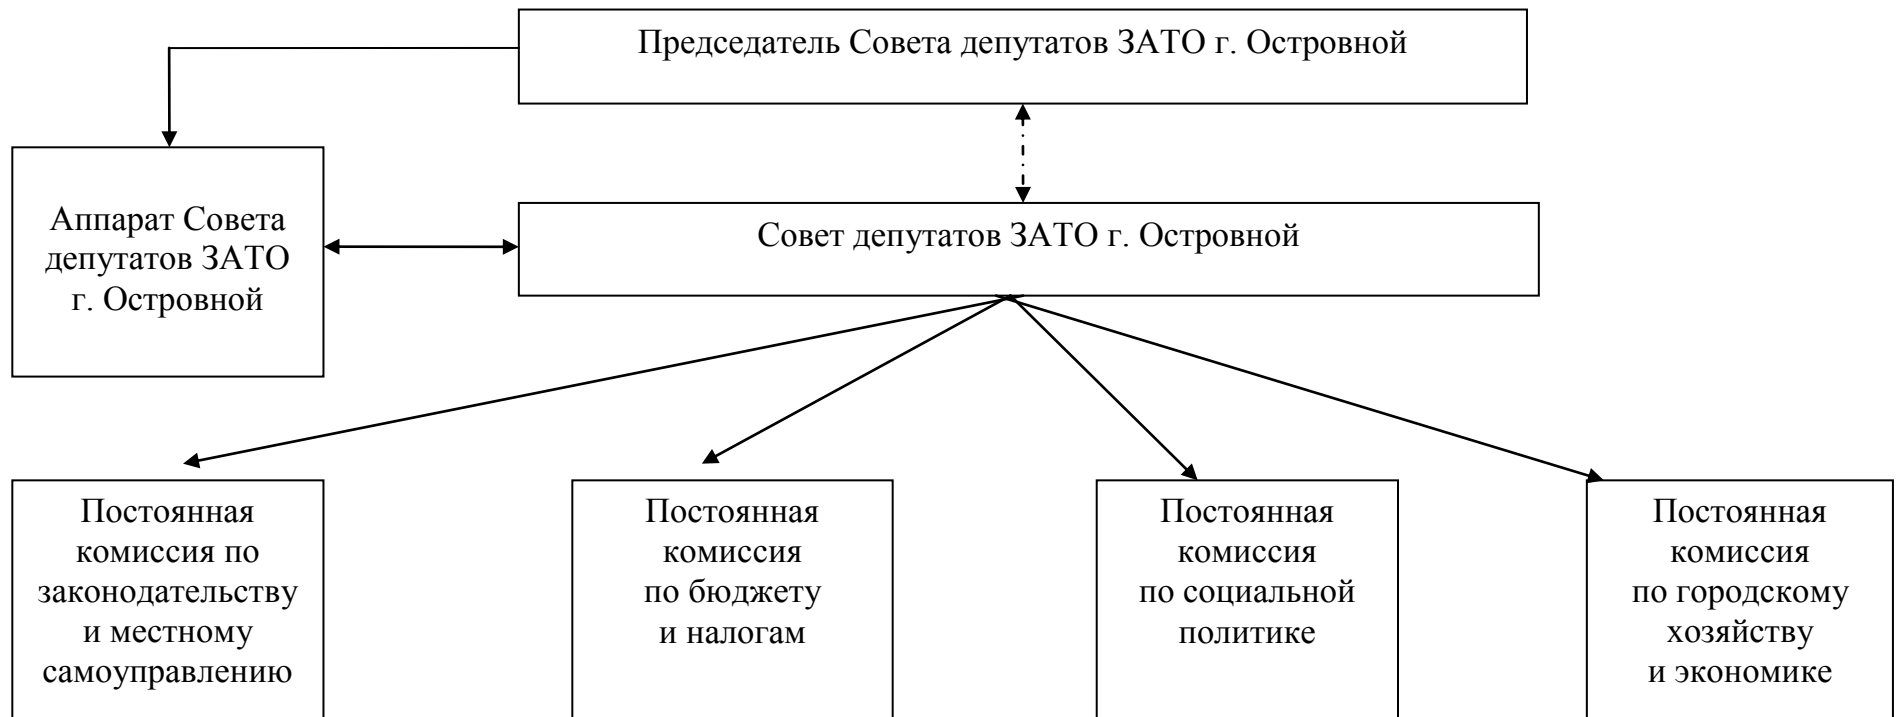 Председатель Совета депутатов ЗАТО г. Островной
Аппарат Совета
депутатов ЗАТО
г. Островной
Совет депутатов ЗАТО г. Островной
Постоянная
комиссия по
законодательству
и местному
самоуправлению
Постоянная
комиссия
по бюджету
и налогам
Постоянная
комиссия
по социальной
политике
Постоянная
комиссия
по городскому
хозяйству
и экономике